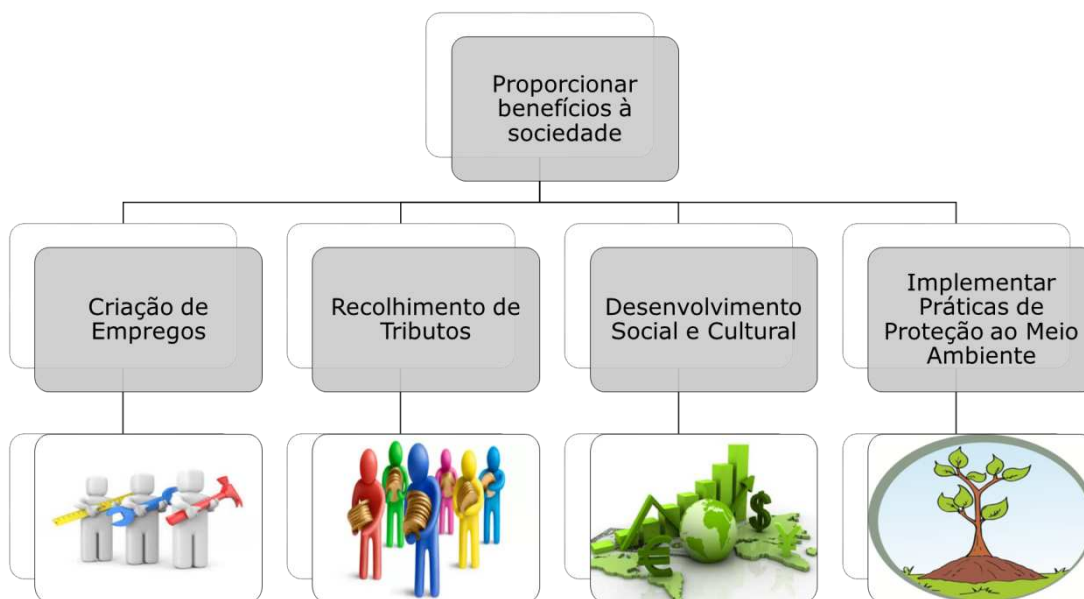 Proporcionar
benefícios à
sociedade
Criação de
Empregos
Recolhimento de
Tributos
Desenvolvimento
Social e Cultural
Implementar
Práticas de
Proteção ao Meio
Ambiente